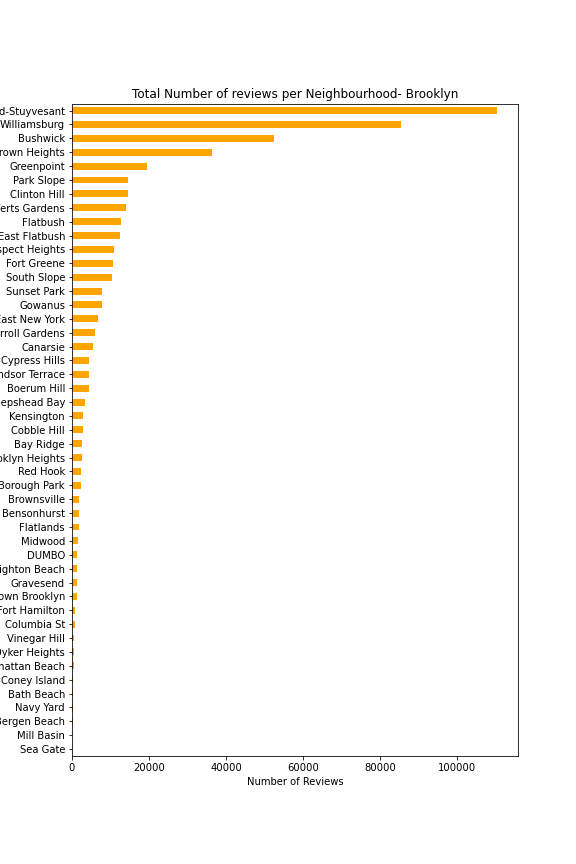 Total Number of reviews per Neighbourhood- Brooklyn
d-Stuyvesant
Williamsburg
Bushwick
rown Heights
Greenpoint
Park Slope
Clinton Hill
erts Gardens
Flatbush
East Flatbush
spect Heights
Fort Greene
South Slope
Sunset Park
Gowanus
East New York
rroll Gardens
Canarsie
Cypress Hills
ndsor Terrace
Boerum Hill
epshead Bay
Kensington
Cobble Hill
Bay Ridge
oklyn Heights
Red Hook
Borough Park
Brownsville
Bensonhurst
Flatlands
Midwood
DUMBO
ighton Beach
Gravesend
own Brooklyn
Fort Hamilton
Columbia St
Vinegar Hill
Dyker Heights
hattan Beach
Coney Island
Bath Beach
Navy Yard
Bergen Beach
Mill Basin
Sea Gate
0 20000 40000 60000 80000 100000
Number of Reviews